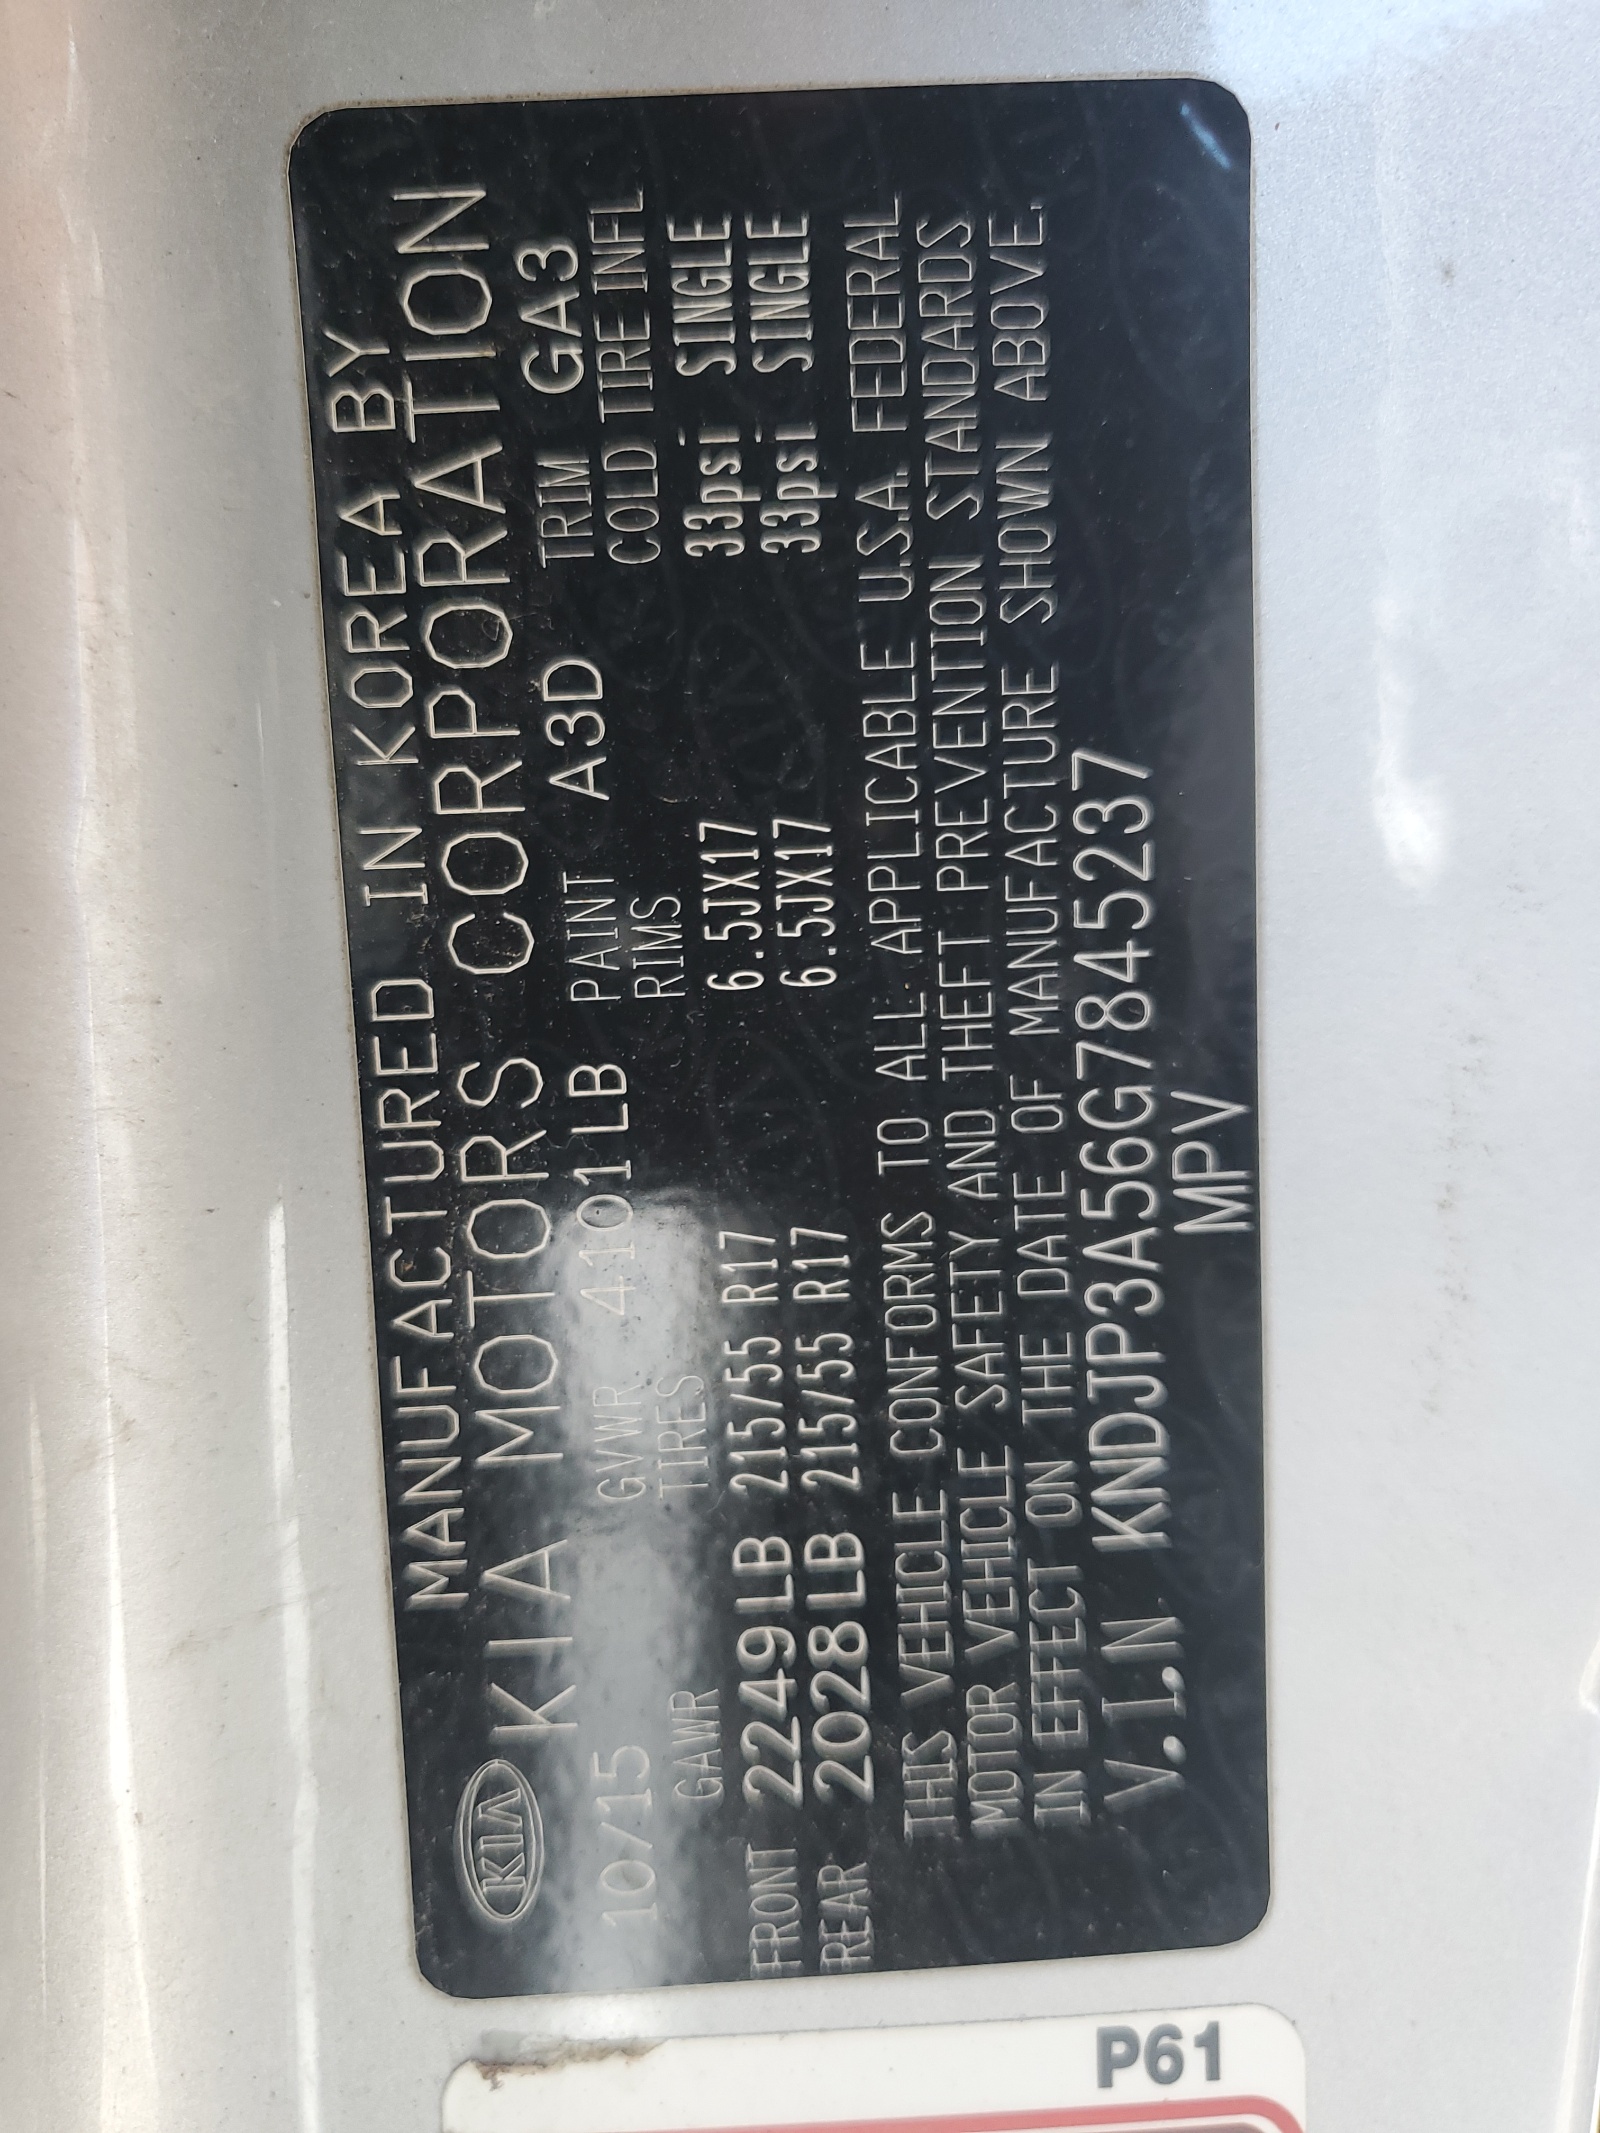 MANUFACTURED IN KOREA BY
KIA KIA MOTORS CORPORATION
10/15 GVWR 4101LB PAINT A3D TRIM GA3
GAWR TIRES RIMS COLD TIRE INFL
FRONT 2249LB 215/55 R17 6.5JX17 33psi SINGLE
REAR 2028LB 215/55 R17 6.5JX17 33psi SINGLE
THIS VEHICLE CONFORMS TO ALL APPLICABLE U.S.A. FEDERAL
MOTOR VEHICLE SAFETY AND THEFT PREVENTION STANDARDS
IN EFFECT ON THE DATE OF MANUFACTURE SHOWN ABOVE.
V.I.N KNDJP3A56G7845237
MPV
P61